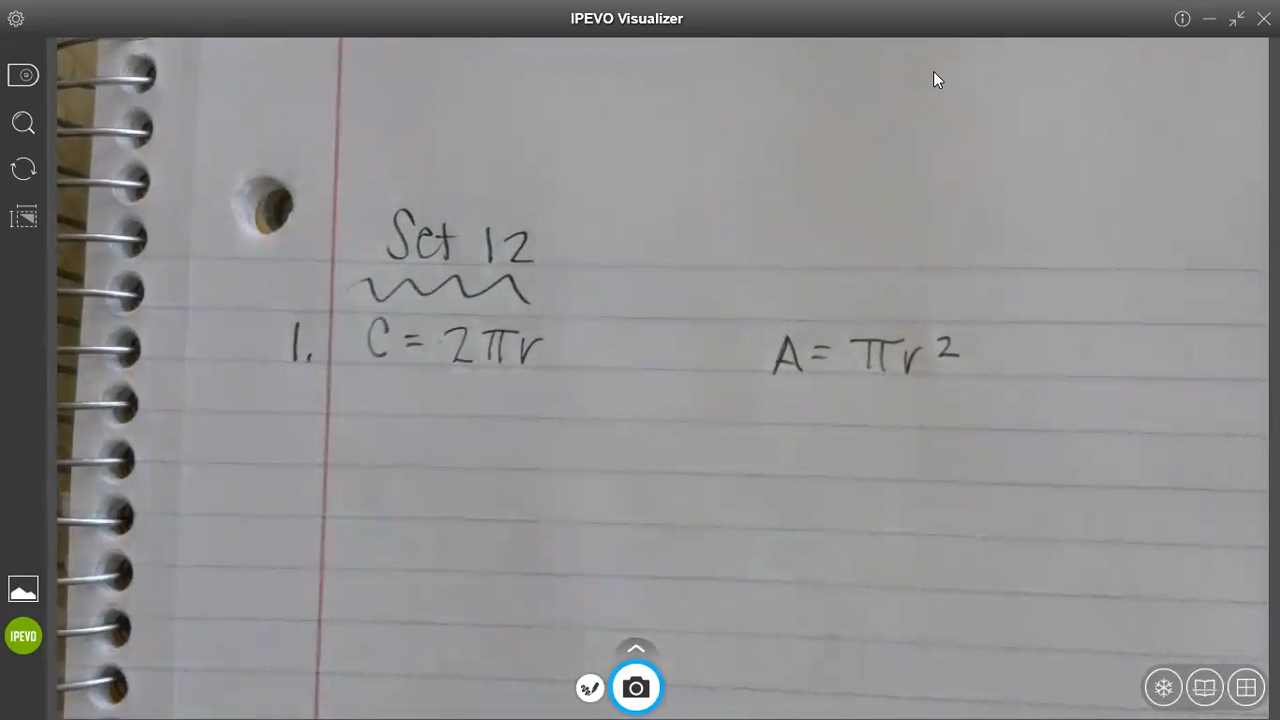 IPEVO Visualizer
Set 12
1. C = 2πr A = πr²
IPEVO